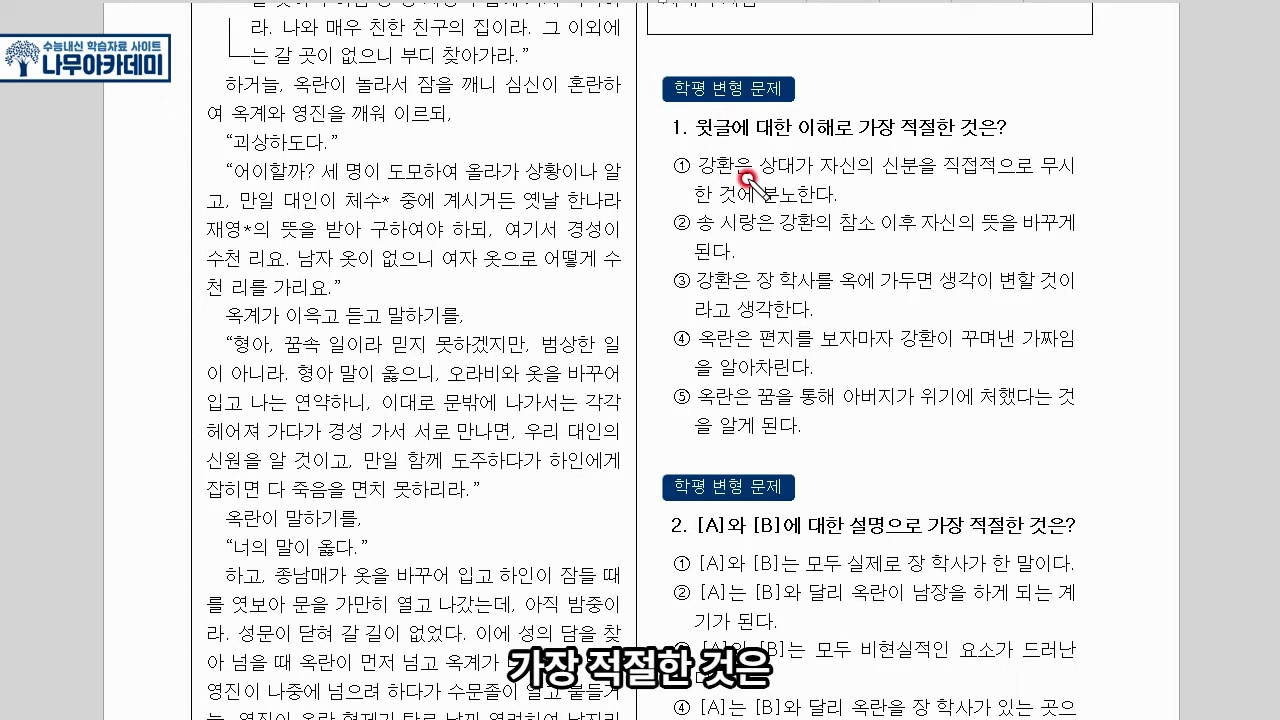 수능내신 학습자료 사이트
나무아카데미
라. 나와 매우 친한 친구의 집이라. 그 이외에
는 갈 곳이 없으니 부디 찾아가라.”
하거늘, 옥란이 놀라서 잠을 깨니 심신이 혼란하
여 옥계와 영진을 깨워 이르되,
“괴상하도다.”
“어이할까? 세 명이 도모하여 올라가 상황이나 알
고, 만일 대인이 체수* 중에 계시거든 옛날 한나라
재영*의 뜻을 받아 구하여야 하되, 여기서 경성이
수천 리요. 남자 옷이 없으니 여자 옷으로 어떻게 수
천 리를 가리요.”
옥계가 이윽고 듣고 말하기를,
“형아, 꿈속 일이라 믿지 못하겠지만, 범상한 일
이 아니라. 형아 말이 옳으니, 오라비와 옷을 바꾸어
입고 나는 연약하니, 이대로 문밖에 나가서는 각각
헤어져 가다가 경성 가서 서로 만나면, 우리 대인의
신원을 알 것이고, 만일 함께 도주하다가 하인에게
잡히면 다 죽음을 면치 못하리라.”
옥란이 말하기를,
“너의 말이 옳다.”
하고, 종남매가 옷을 바꾸어 입고 하인이 잠들 때
를 엿보아 문을 가만히 열고 나갔는데, 아직 밤중이
라. 성문이 닫혀 갈 길이 없었다. 이에 성의 담을 찾
아 넘을 때 옥란이 먼저 넘고 옥계가
영진이 나중에 넘으려 하다가 수문졸이
학평 변형 문제
1. 윗글에 대한 이해로 가장 적절한 것은?
① 강환은 상대가 자신의 신분을 직접적으로 무시
한 것에 분노한다.
② 송 시랑은 강환의 참소 이후 자신의 뜻을 바꾸게
된다.
③ 강환은 장 학사를 옥에 가두면 생각이 변할 것이
라고 생각한다.
④ 옥란은 편지를 보자마자 강환이 꾸며낸 가짜임
을 알아차린다.
⑤ 옥란은 꿈을 통해 아버지가 위기에 처했다는 것
을 알게 된다.
학평 변형 문제
2. [A]와 [B]에 대한 설명으로 가장 적절한 것은?
① [A]와 [B]는 모두 실제로 장 학사가 한 말이다.
② [A]는 [B]와 달리 옥란이 남장을 하게 되는 계
기가 된다.
[A]와 [B]는 모두 비현실적인 요소가 드러난
④ [A]는 [B]와 달리 옥란을 장 학사가 있는 곳으
가장 적절한 것은